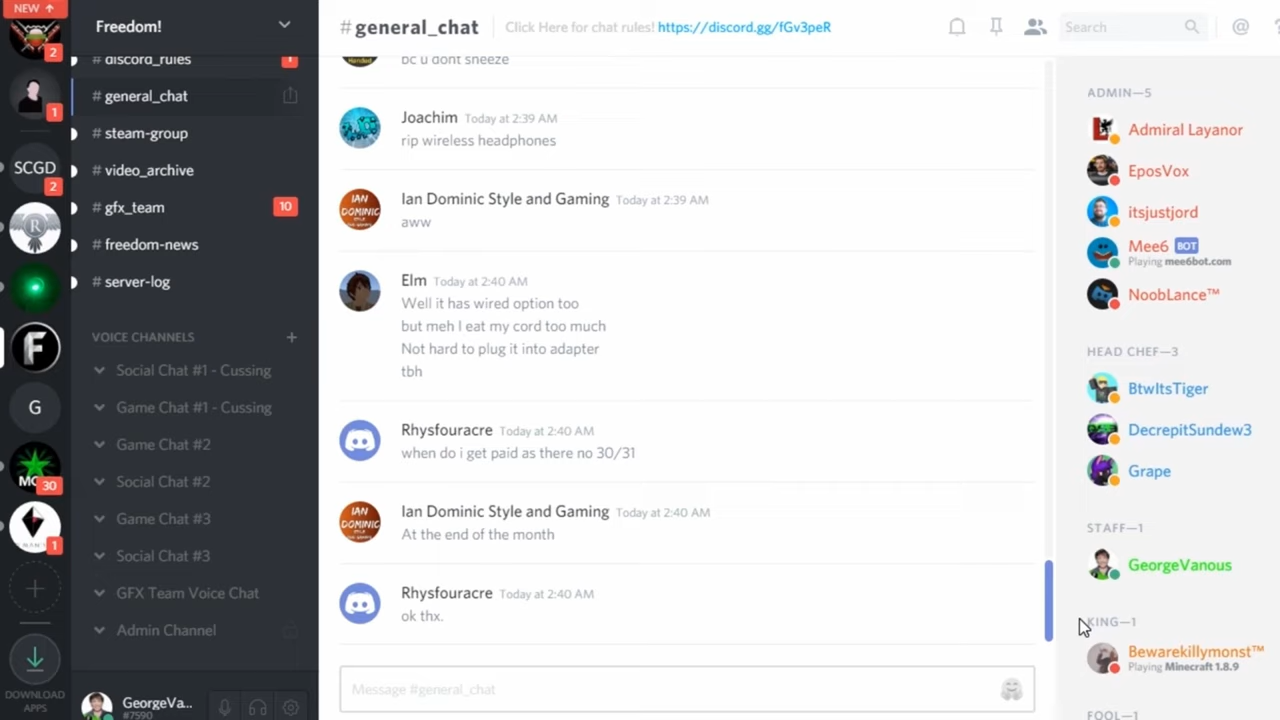 NEW ↑
2
1
SCGD
2
R
F
G
30
1
DOWNLOAD
APPS
Freedom!
# discord_rules
1
# general_chat
# steam-group
# video_archive
# gfx_team
10
# freedom-news
# server-log
VOICE CHANNELS
Social Chat #1 - Cussing
Game Chat #1 - Cussing
Game Chat #2
Social Chat #2
Game Chat #3
Social Chat #3
GFX Team Voice Chat
Admin Channel
GeorgeVa...
#7590
# general_chat
Click Here for chat rules! https://discord.gg/fGv3peR
Search
bc u dont sneeze
Joachim Today at 2:39 AM
rip wireless headphones
IAN
DOMINIC
Ian Dominic Style and Gaming Today at 2:39 AM
aww
Elm Today at 2:40 AM
Well it has wired option too
but meh I eat my cord too much
Not hard to plug it into adapter
tbh
Rhysfouracre Today at 2:40 AM
when do i get paid as there no 30/31
IAN
DOMINIC
Ian Dominic Style and Gaming Today at 2:40 AM
At the end of the month
Rhysfouracre Today at 2:40 AM
ok thx.
Message #general_chat
ADMIN—5
Admiral Layanor
EposVox
itsjustjord
Mee6 BOT
Playing mee6bot.com
NoobLance™
HEAD CHEF—3
BtwItsTiger
DecrepitSundew3
Grape
STAFF—1
GeorgeVanous
KING—1
Bewarekillymonst™
Playing Minecraft 1.8.9
FOOL—1